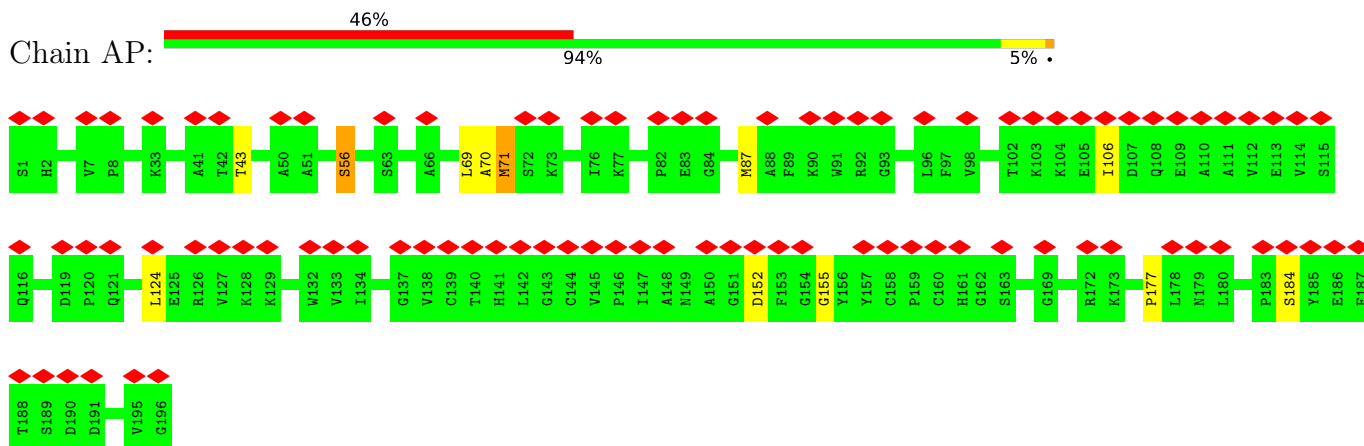 46%
Chain AP:
94% 5% •
S1 H2 V7 P8 K33 A41 T42 T43 A50 A51 S56 S63 A66 L69 A70 M71 S72 K73 I76 K77 P82 E83 G84 M87 A88 F89 K90 W91 R92 G93 L96 F97 V98 T102 K103 K104 E105 I106 D107 Q108 E109 A110 A111 V112 E113 V114 S115
Q116 D119 P120 Q121 L124 E125 R126 V127 K128 K129 W132 V133 I134 G137 V138 C139 T140 H141 L142 G143 C144 V145 P146 I147 A148 N149 A150 G151 D152 F153 G154 G155 Y156 Y157 C158 P159 C160 H161 G162 S163 G169 R172 K173 P177 L178 N179 L180 P183 S184 Y185 E186 F187
T188 S189 D190 D191 V195 G196